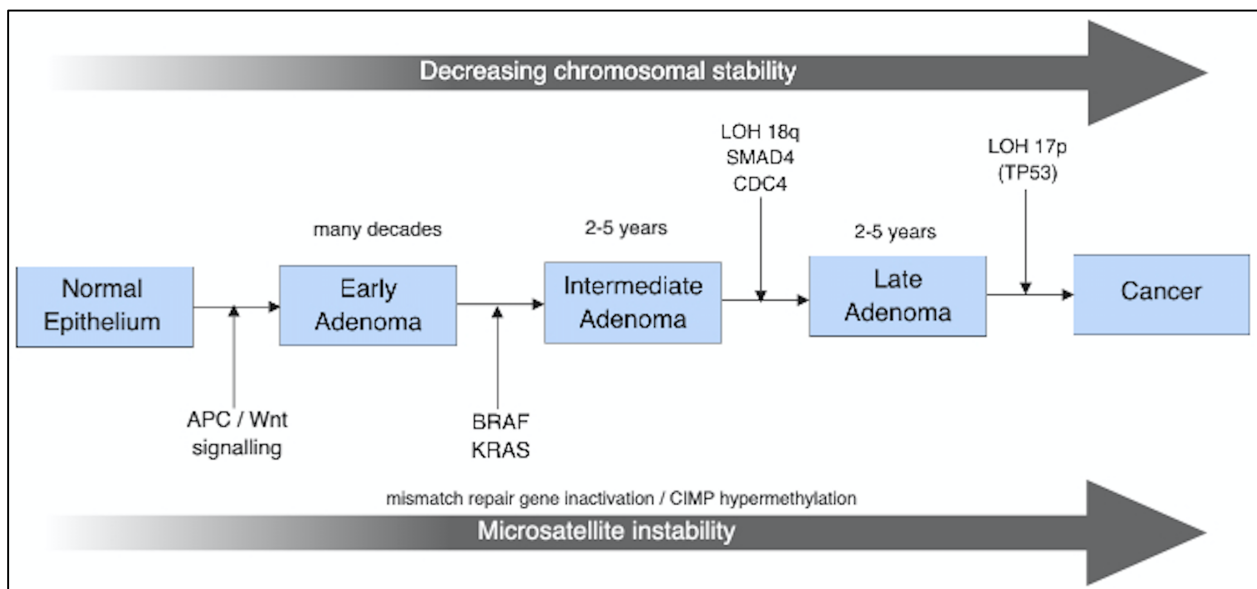 Decreasing chromosomal stability
LOH 18q
SMAD4
CDC4
LOH 17p
(TP53)
many decades
2-5 years
2-5 years
Normal
Epithelium
Early
Adenoma
Intermediate
Adenoma
Late
Adenoma
Cancer
APC / Wnt
signalling
BRAF
KRAS
mismatch repair gene inactivation / CIMP hypermethylation
Microsatellite instability